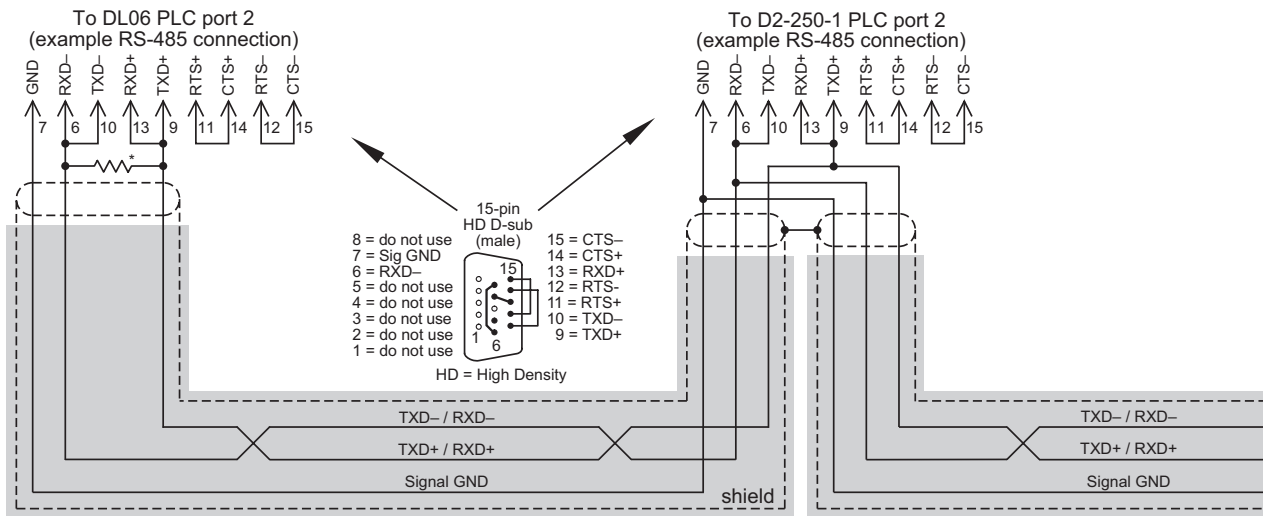 To DL06 PLC port 2
(example RS-485 connection)
GND
RXD–
TXD–
RXD+
TXD+
RTS+
CTS+
RTS–
CTS–
7
6
10
13
9
11
14
12
15
*
To D2-250-1 PLC port 2
(example RS-485 connection)
GND
RXD–
TXD–
RXD+
TXD+
RTS+
CTS+
RTS–
CTS–
7
6
10
13
9
11
14
12
15
15-pin
HD D-sub
(male)
8 = do not use
7 = Sig GND
6 = RXD–
5 = do not use
4 = do not use
3 = do not use
2 = do not use
1 = do not use
15
1
6
15 = CTS–
14 = CTS+
13 = RXD+
12 = RTS-
11 = RTS+
10 = TXD–
9 = TXD+
HD = High Density
TXD– / RXD–
TXD+ / RXD+
Signal GND
shield
TXD– / RXD–
TXD+ / RXD+
Signal GND